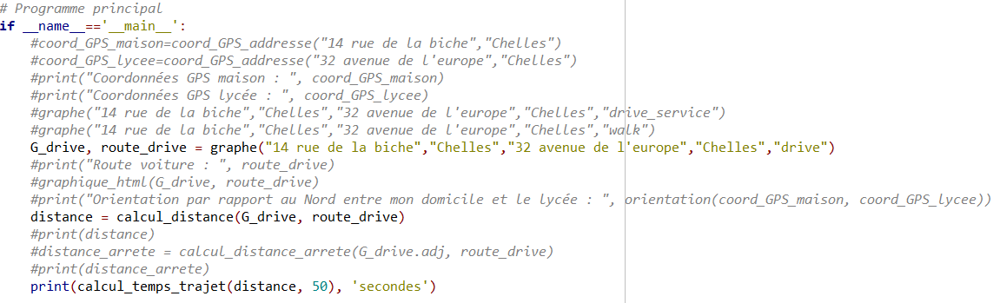 # Programme principal
if __name__=='__main__':
    #coord_GPS_maison=coord_GPS_addresse("14 rue de la biche","Chelles")
    #coord_GPS_lycee=coord_GPS_addresse("32 avenue de l'europe","Chelles")
    #print("Coordonnées GPS maison : ", coord_GPS_maison)
    #print("Coordonnées GPS lycée : ", coord_GPS_lycee)
    #graphe("14 rue de la biche","Chelles","32 avenue de l'europe","Chelles","drive_service")
    #graphe("14 rue de la biche","Chelles","32 avenue de l'europe","Chelles","walk")
    G_drive, route_drive = graphe("14 rue de la biche","Chelles","32 avenue de l'europe","Chelles","drive")
    #print("Route voiture : ", route_drive)
    #graphique_html(G_drive, route_drive)
    #print("Orientation par rapport au Nord entre mon domicile et le lycée : ", orientation(coord_GPS_maison, coord_GPS_lycee))
    distance = calcul_distance(G_drive, route_drive)
    #print(distance)
    #distance_arrete = calcul_distance_arrete(G_drive.adj, route_drive)
    #print(distance_arrete)
    print(calcul_temps_trajet(distance, 50), 'secondes')